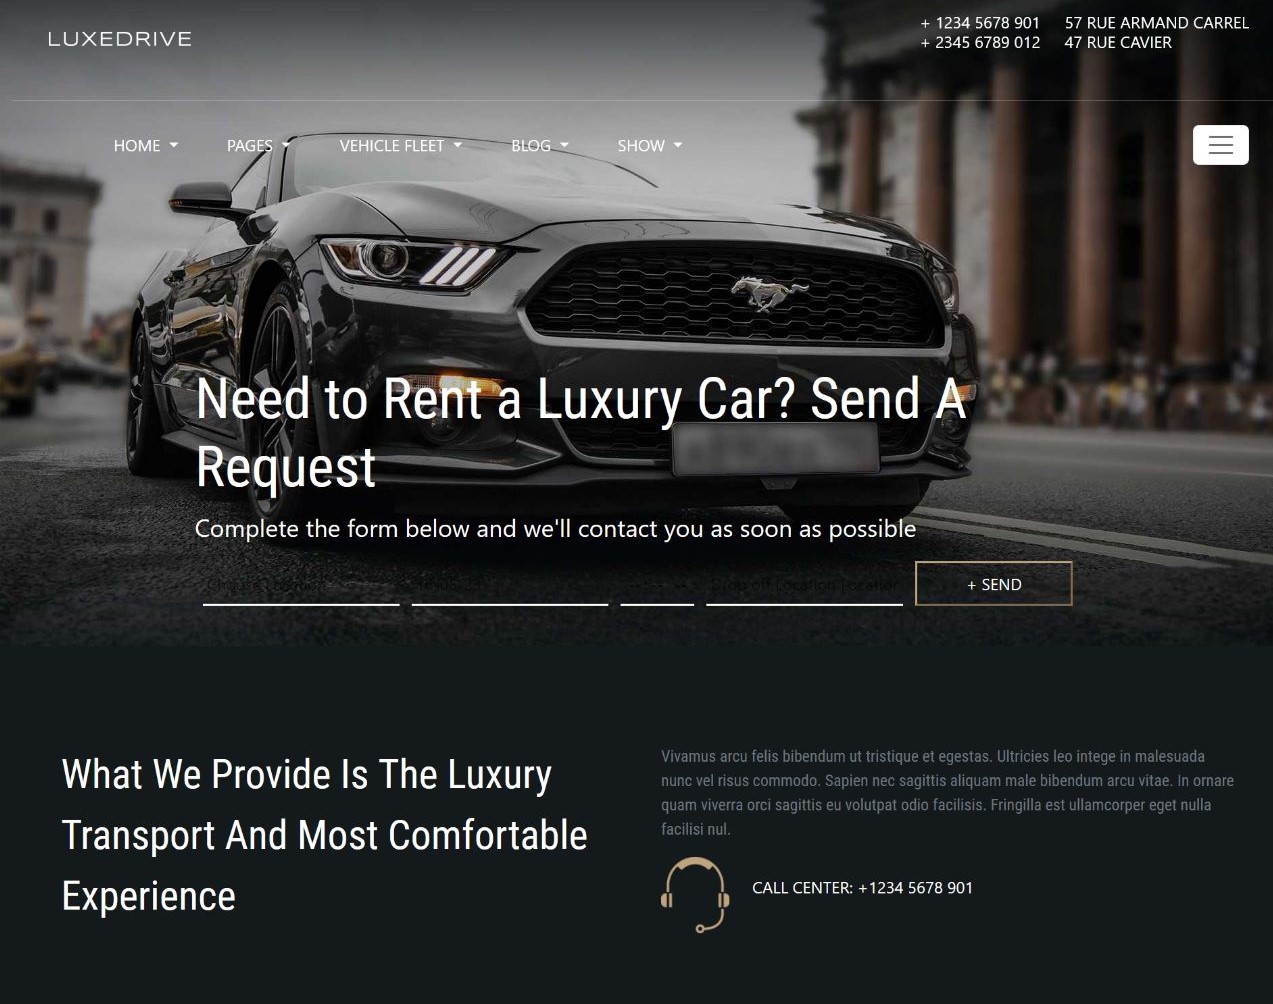 LUXEDRIVE
+ 1234 5678 901
+ 2345 6789 012
57 RUE ARMAND CARREL
47 RUE CAVIER
HOME
PAGES
VEHICLE FLEET
BLOG
SHOW
Need to Rent a Luxury Car? Send A
Request
Complete the form below and we'll contact you as soon as possible
Drop off Location Location
+ SEND
What We Provide Is The Luxury
Transport And Most Comfortable
Experience
Vivamus arcu felis bibendum ut tristique et egestas. Ultricies leo intege in malesuada
nunc vel risus commodo. Sapien nec sagittis aliquam male bibendum arcu vitae. In ornare
quam viverra orci sagittis eu volutpat odio facilisis. Fringilla est ullamcorper eget nulla
facilisi nul.
CALL CENTER: +1234 5678 901